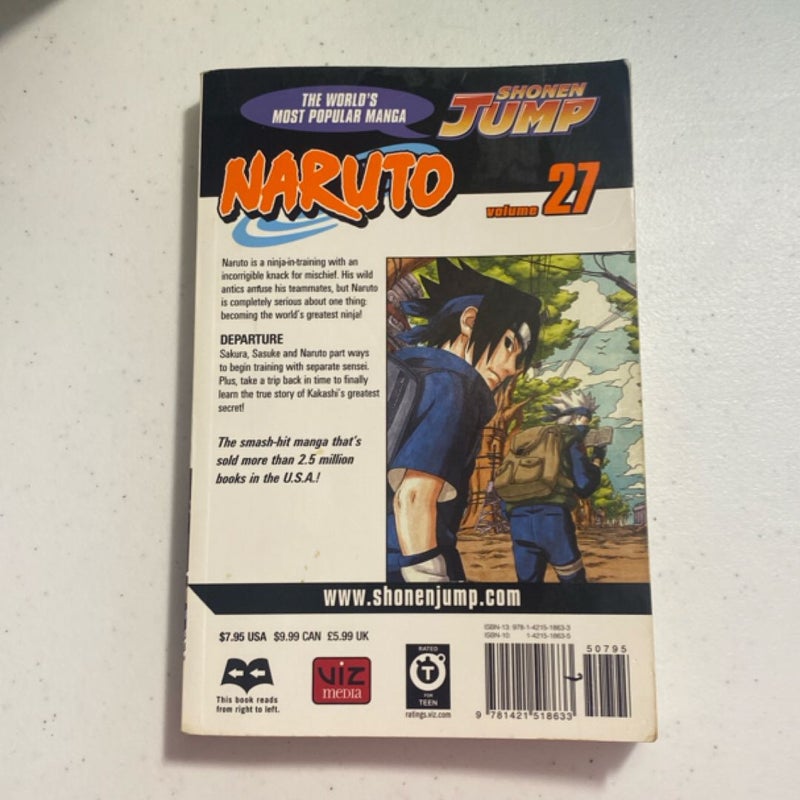 THE WORLD'S
MOST POPULAR MANGA
SHONEN
JUMP
NARUTO
volume 27
Naruto is a ninja-in-training with an
incorrigible knack for mischief. His wild
antics amuse his teammates, but Naruto
is completely serious about one thing:
becoming the world's greatest ninja!
DEPARTURE
Sakura, Sasuke and Naruto part ways
to begin training with separate sensei.
Plus, take a trip back in time to finally
learn the true story of Kakashi's greatest
secret!
The smash-hit manga that's
sold more than 2.5 million
books in the U.S.A.!
www.shonenjump.com
$7.95 USA $9.99 CAN £5.99 UK
This book reads
from right to left.
VIZ
media
RATED
T
FOR
TEEN
ratings.viz.com
ISBN-13: 978-1-4215-1863-3
ISBN-10: 1-4215-1863-5
50795
9 781421 518633